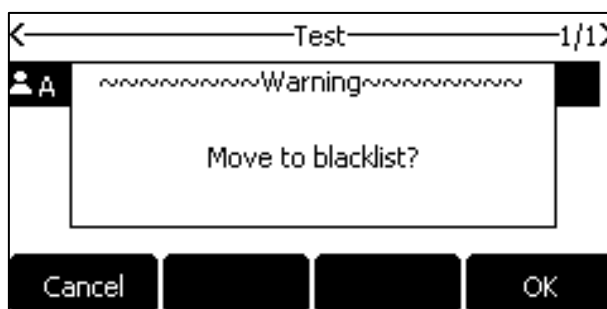 Test 1/1
A
~~~~~~~~Warning~~~~~~~~
Move to blacklist?
Cancel OK